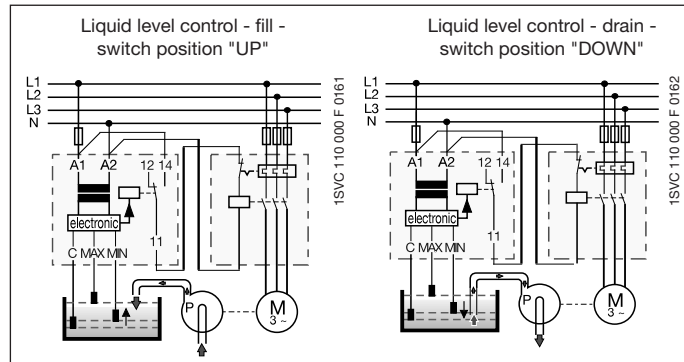 Liquid level control - fill -
switch position "UP"
L1
L2
L3
N
A1 A2 12 14
electronic
11
C MAX MIN
P
M
3 ~
1SVC 110 000 F 0161
Liquid level control - drain -
switch position "DOWN"
L1
L2
L3
N
A1 A2 12 14
electronic
11
C MAX MIN
P
M
3 ~
1SVC 110 000 F 0162